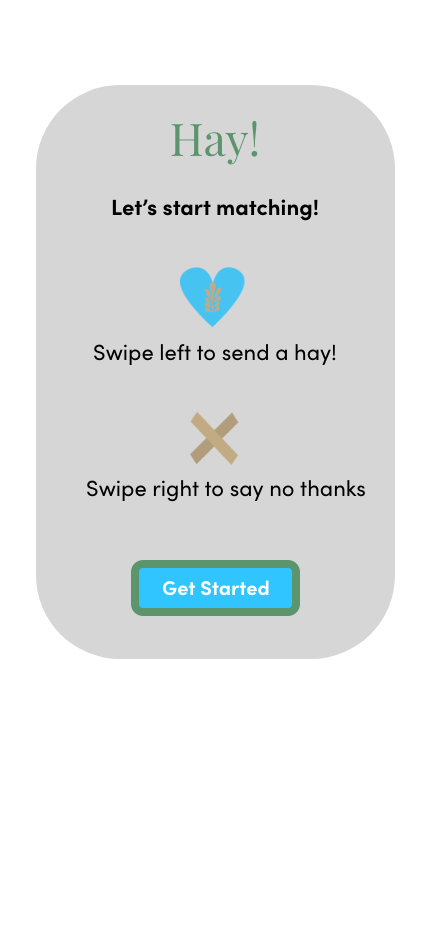 Hay!
Let’s start matching!
Swipe left to send a hay!
Swipe right to say no thanks
Get Started